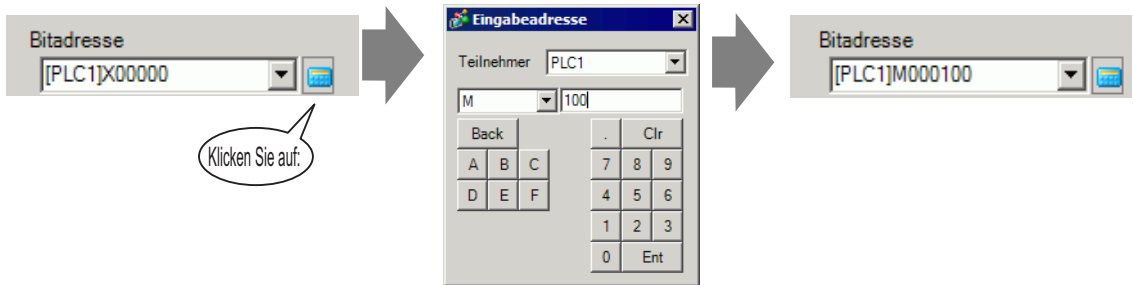 Bitadresse
[PLC1]X00000
Klicken Sie auf:
Eingabeadresse
Teilnehmer PLC1
M 100
Back . Clr
A B C 7 8 9
D E F 4 5 6
1 2 3
0 Ent
Bitadresse
[PLC1]M000100